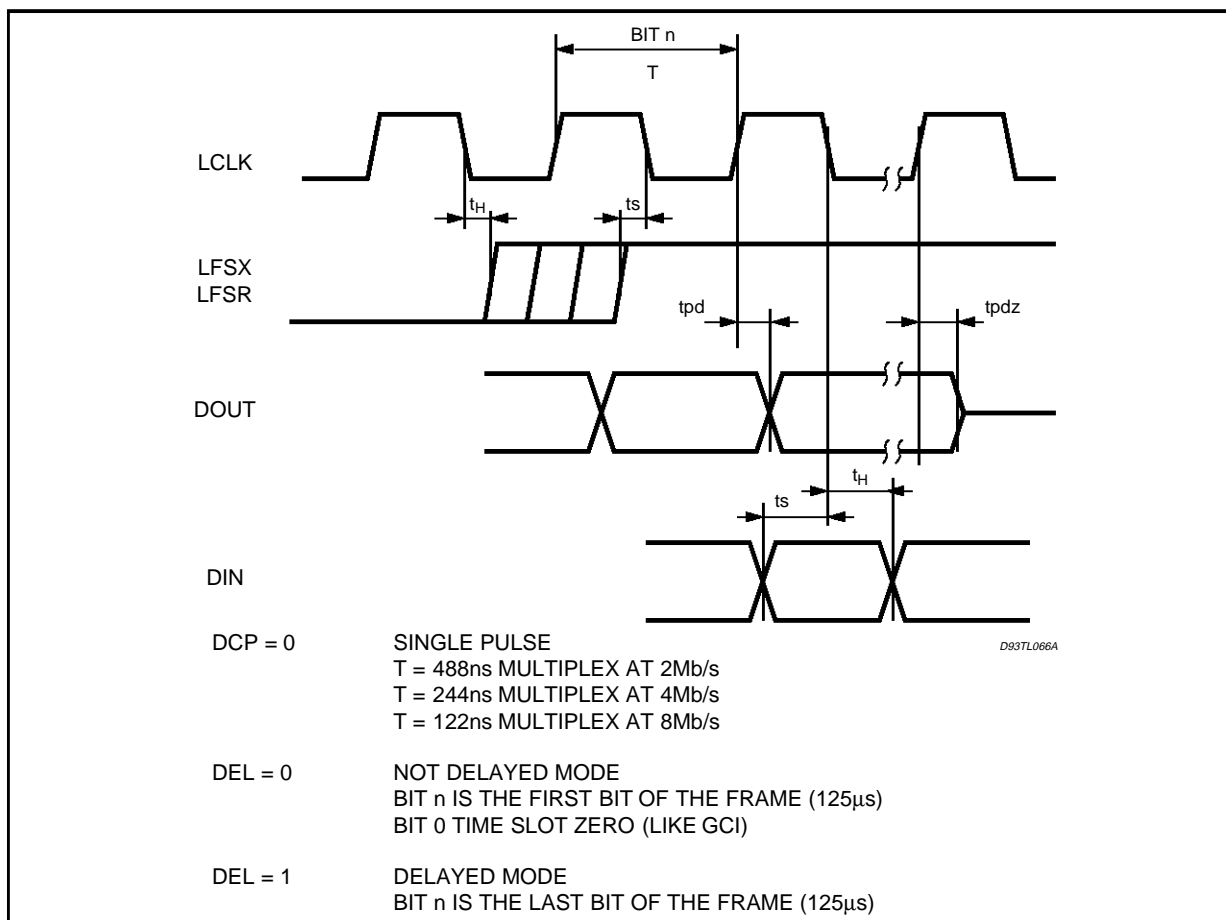 BIT n
T
LCLK
tH
ts
LFSX
LFSR
tpd
tpdz
DOUT
tH
ts
DIN
DCP = 0 SINGLE PULSE
D93TL066A
T = 488ns MULTIPLEX AT 2Mb/s
T = 244ns MULTIPLEX AT 4Mb/s
T = 122ns MULTIPLEX AT 8Mb/s
DEL = 0 NOT DELAYED MODE
BIT n IS THE FIRST BIT OF THE FRAME (125µs)
BIT 0 TIME SLOT ZERO (LIKE GCI)
DEL = 1 DELAYED MODE
BIT n IS THE LAST BIT OF THE FRAME (125µs)